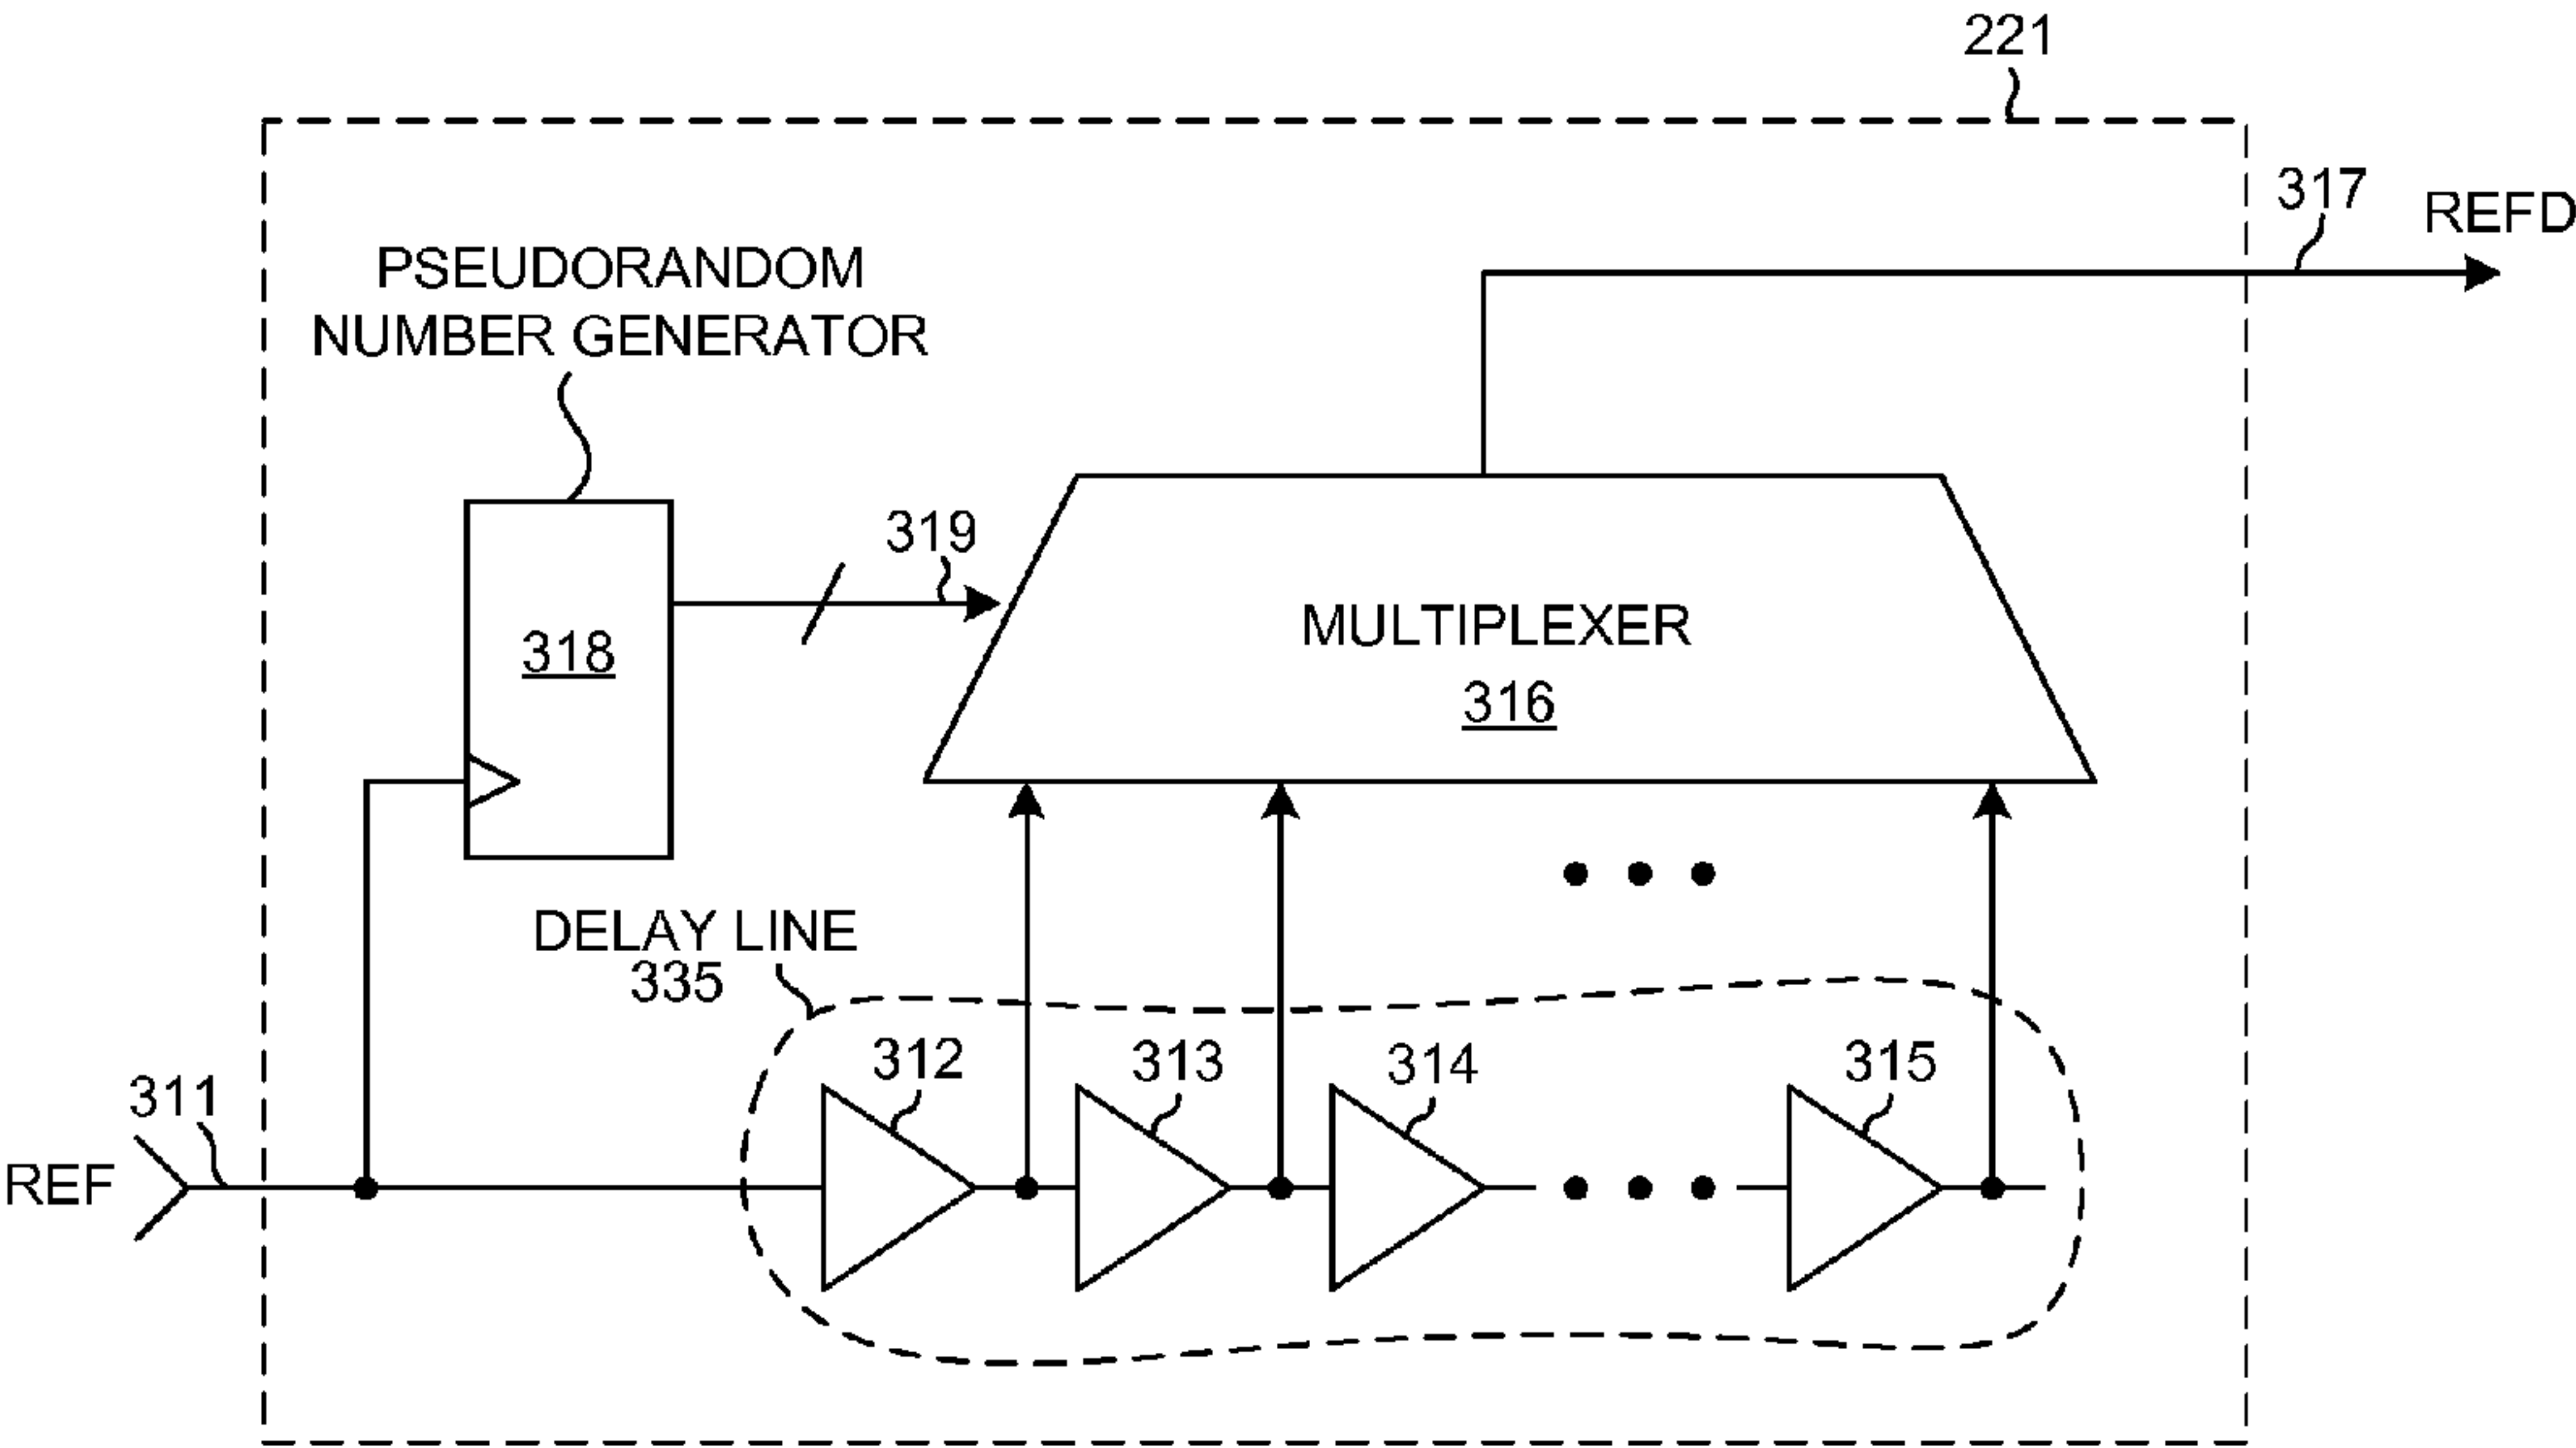 221
317
REFD
PSEUDORANDOM
NUMBER GENERATOR
319
318
MULTIPLEXER
316
DELAY LINE
335
312
313
314
315
311
REF